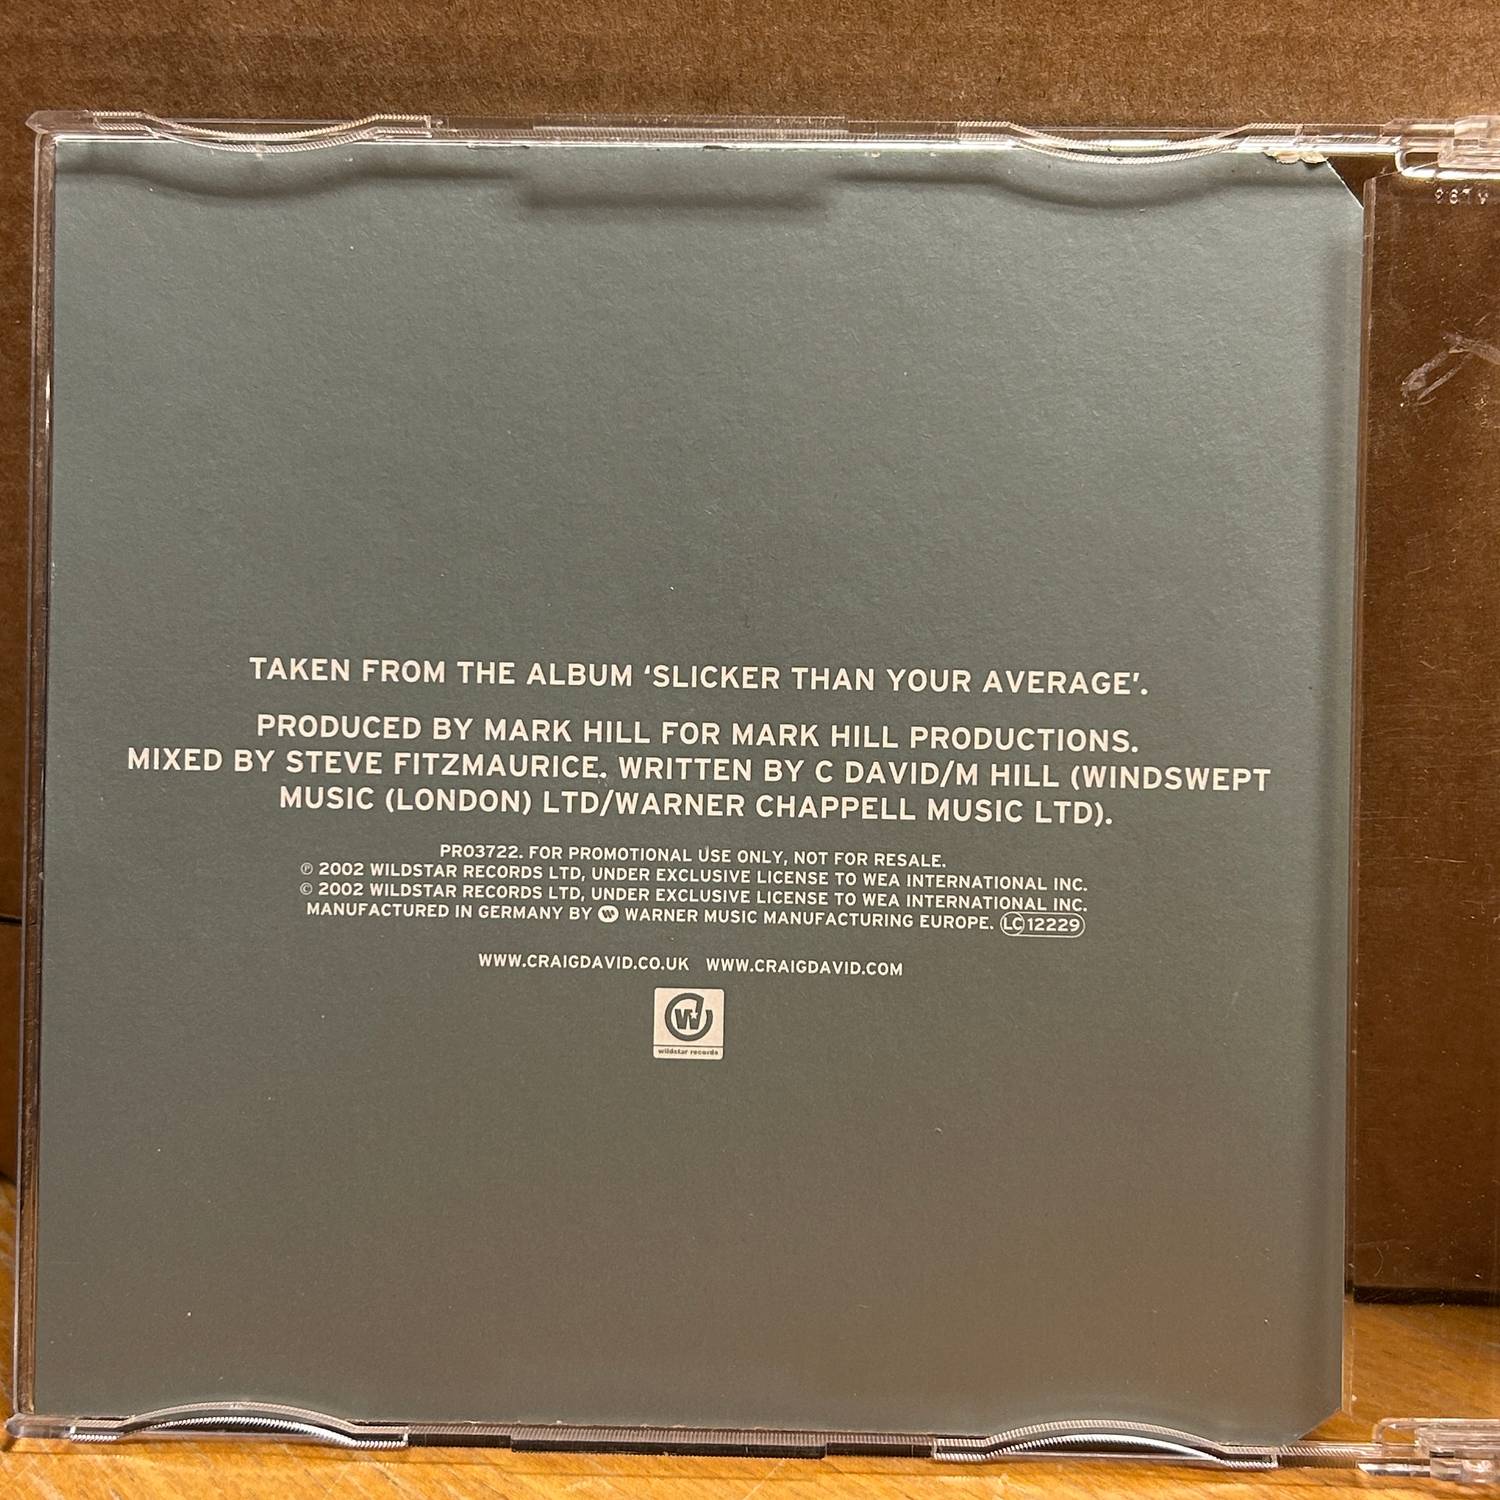 TAKEN FROM THE ALBUM ‘SLICKER THAN YOUR AVERAGE’.
PRODUCED BY MARK HILL FOR MARK HILL PRODUCTIONS.
MIXED BY STEVE FITZMAURICE. WRITTEN BY C DAVID/M HILL (WINDSWEPT
MUSIC (LONDON) LTD/WARNER CHAPPELL MUSIC LTD).
PRO3722. FOR PROMOTIONAL USE ONLY, NOT FOR RESALE.
℗ 2002 WILDSTAR RECORDS LTD, UNDER EXCLUSIVE LICENSE TO WEA INTERNATIONAL INC.
© 2002 WILDSTAR RECORDS LTD, UNDER EXCLUSIVE LICENSE TO WEA INTERNATIONAL INC.
MANUFACTURED IN GERMANY BY WARNER MUSIC MANUFACTURING EUROPE. LC 12229
WWW.CRAIGDAVID.CO.UK WWW.CRAIGDAVID.COM
W
wildstar records